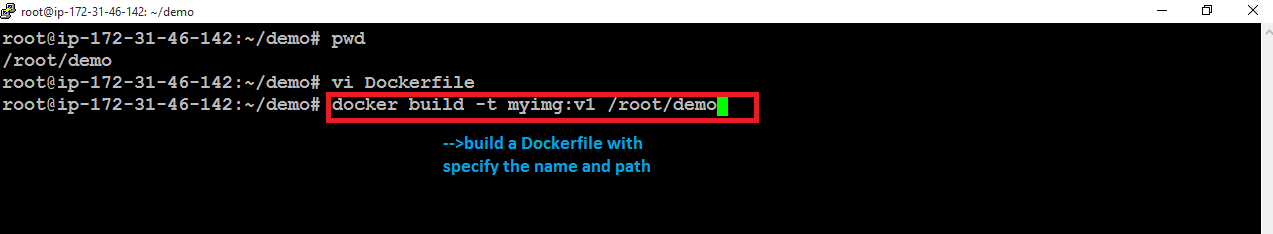 root@ip-172-31-46-142: ~/demo
root@ip-172-31-46-142:~/demo# pwd
/root/demo
root@ip-172-31-46-142:~/demo# vi Dockerfile
root@ip-172-31-46-142:~/demo# docker build -t myimg:v1 /root/demo
-->build a Dockerfile with
specify the name and path